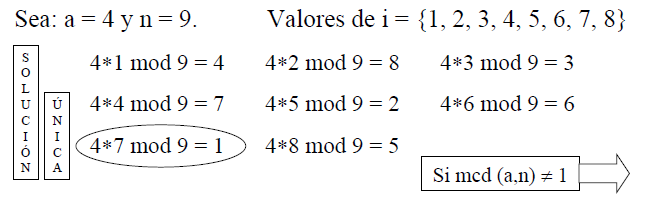 Sea: a = 4 y n = 9. Valores de i = {1, 2, 3, 4, 5, 6, 7, 8}
SOLUCIÓN
ÚNICA
4*1 mod 9 = 4 4*2 mod 9 = 8 4*3 mod 9 = 3
4*4 mod 9 = 7 4*5 mod 9 = 2 4*6 mod 9 = 6
4*7 mod 9 = 1 4*8 mod 9 = 5
Si mcd (a,n) ≠ 1